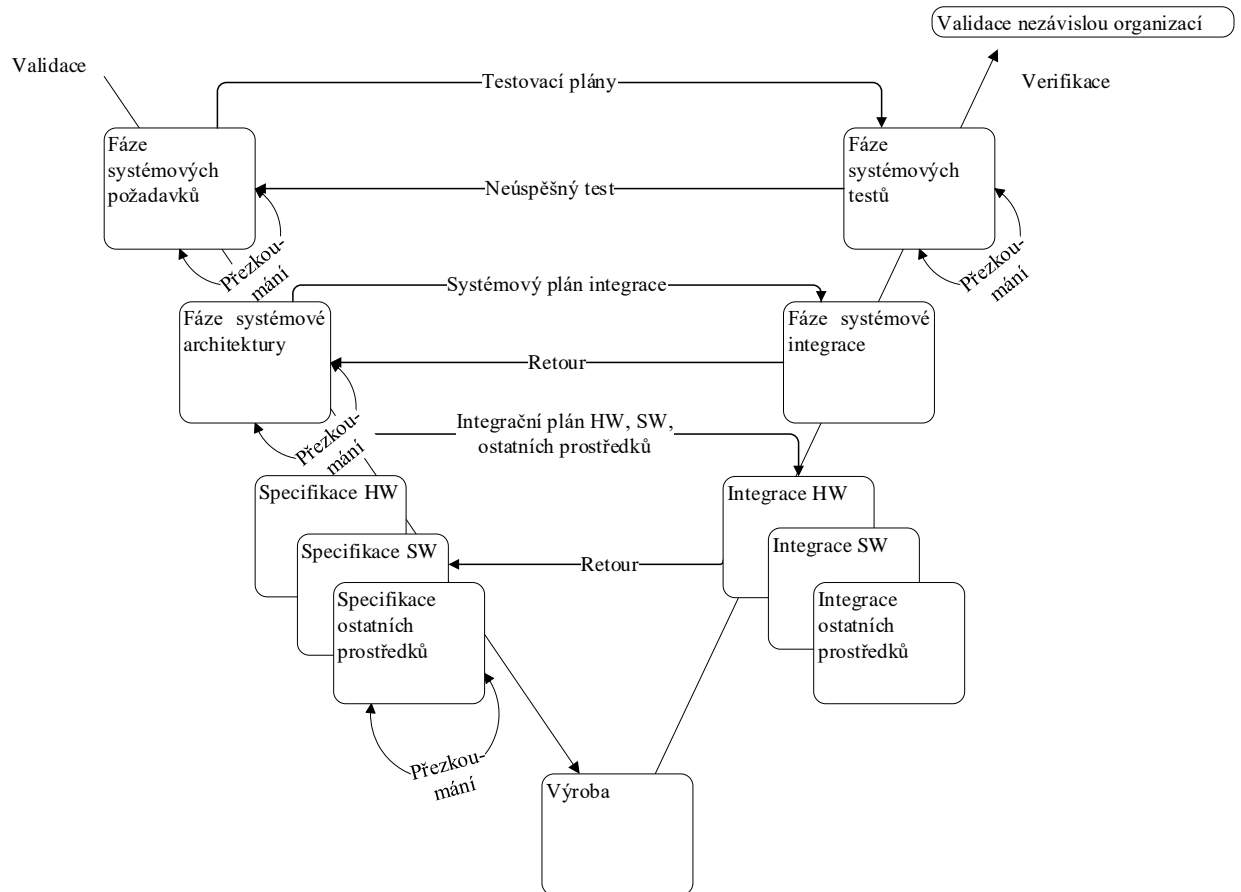 Validace nezávislou organizací
Validace
Verifikace
Testovací plány
Fáze
systémových
požadavků
Fáze
systémových
testů
Neúspěšný test
Přezkou-
mání
Přezkou-
mání
Systémový plán integrace
Fáze systémové
architektury
Fáze systémové
integrace
Retour
Přezkou-
mání
Integrační plán HW, SW,
ostatních prostředků
Specifikace HW
Integrace HW
Specifikace SW
Retour
Integrace SW
Specifikace
ostatních
prostředků
Integrace
ostatních
prostředků
Přezkou-
mání
Výroba